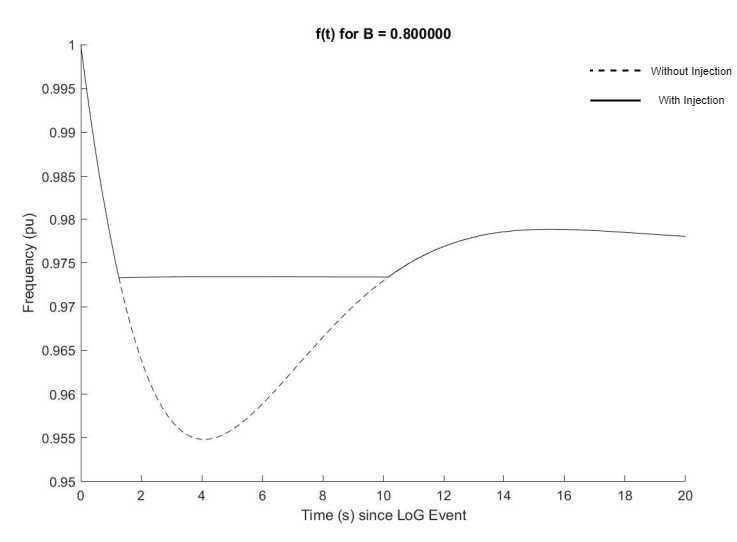 f(t) for B = 0.800000
Without Injection
With Injection
1
0.995
0.99
0.985
0.98
0.975
0.97
0.965
0.96
0.955
0.95
Frequency (pu)
0 2 4 6 8 10 12 14 16 18 20
Time (s) since LoG Event